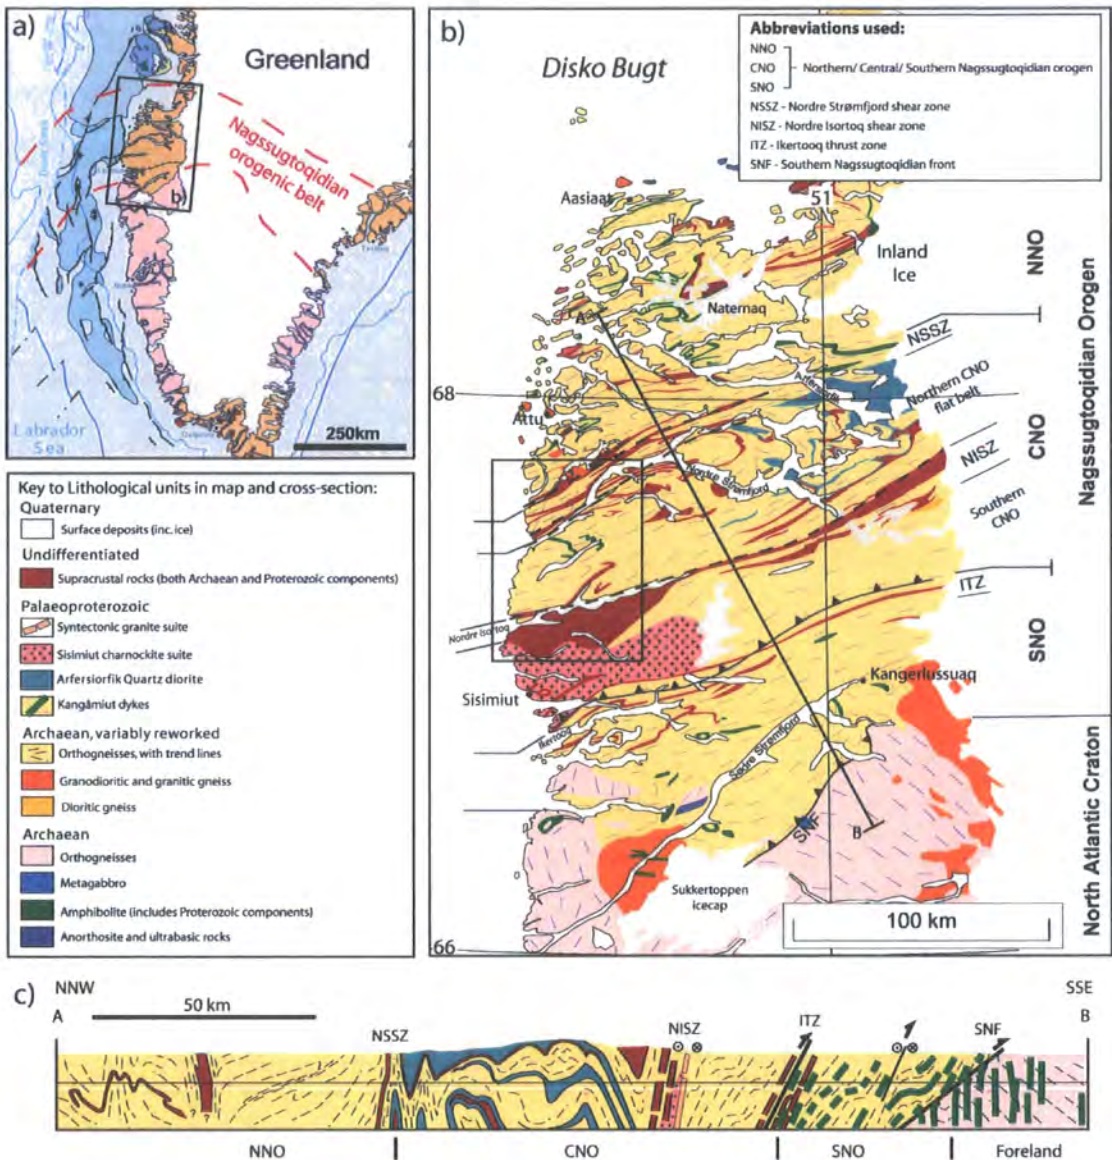 a)
Greenland
Nagssugtoqidian
orogenic belt
b)
Labrador
Sea
250km
b)
Disko Bugt
Abbreviations used:
NNO
CNO
SNO
Northern/ Central/ Southern Nagssugtoqidian orogen
NSSZ - Nordre Strømfjord shear zone
NISZ - Nordre Isortoq shear zone
ITZ - Ikertooq thrust zone
SNF - Southern Nagssugtoqidian front
51
Aasiaat
Inland
Ice
Naternaq
A
NSSZ
68
Northern CNO
flat belt
Attu
Nordre Strømfjord
NISZ
Southern
CNO
ITZ
Nordre Isortoq
Kangerlussuaq
Sisimiut
Ikertooq
Søndre Strømfjord
SNF
B
Sukkertoppen
icecap
100 km
66
NNO
CNO
SNO
Nagssugtoqidian Orogen
North Atlantic Craton
Key to Lithological units in map and cross-section:
Quaternary
Surface deposits (inc. ice)
Undifferentiated
Supracrustal rocks (both Archaean and Proterozoic components)
Palaeoproterozoic
Syntectonic granite suite
Sisimiut charnockite suite
Arfersiorfik Quartz diorite
Kangâmiut dykes
Archaean, variably reworked
Orthogneisses, with trend lines
Granodioritic and granitic gneiss
Dioritic gneiss
Archaean
Orthogneisses
Metagabbro
Amphibolite (includes Proterozoic components)
Anorthosite and ultrabasic rocks
c)
NNW
SSE
A
50 km
B
NSSZ
NISZ
ITZ
SNF
NNO
CNO
SNO
Foreland